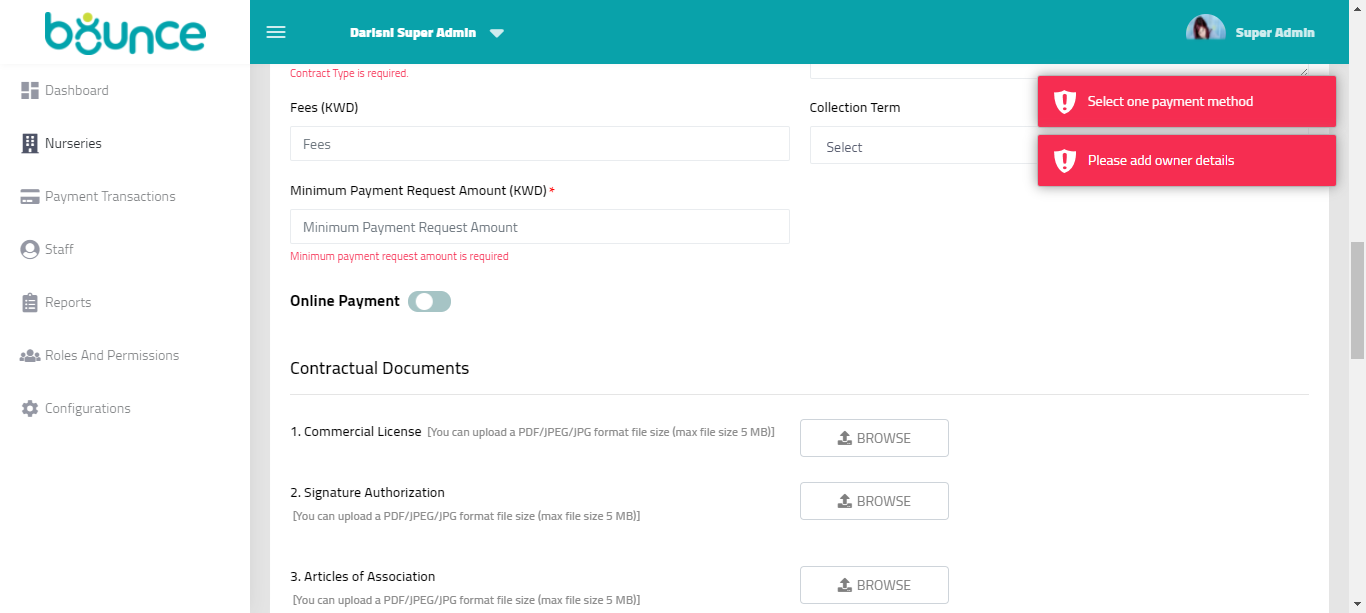 bounce
Darisni Super Admin
Super Admin
Dashboard
Nurseries
Payment Transactions
Staff
Reports
Roles And Permissions
Configurations
Contract Type is required.
Select one payment method
Please add owner details
Fees (KWD)
Collection Term
Fees
Select
Minimum Payment Request Amount (KWD) *
Minimum Payment Request Amount
Minimum payment request amount is required
Online Payment
Contractual Documents
1. Commercial License [You can upload a PDF/JPEG/JPG format file size (max file size 5 MB)]
BROWSE
2. Signature Authorization
[You can upload a PDF/JPEG/JPG format file size (max file size 5 MB)]
BROWSE
3. Articles of Association
[You can upload a PDF/JPEG/JPG format file size (max file size 5 MB)]
BROWSE